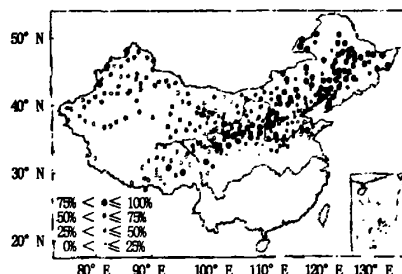 50° N
40° N
30° N
20° N
75% < ● ≤ 100%
50% < ● ≤ 75%
25% < ● ≤ 50%
0% < ● ≤ 25%
80° E 90° E 100° E 110° E 120° E 130° E